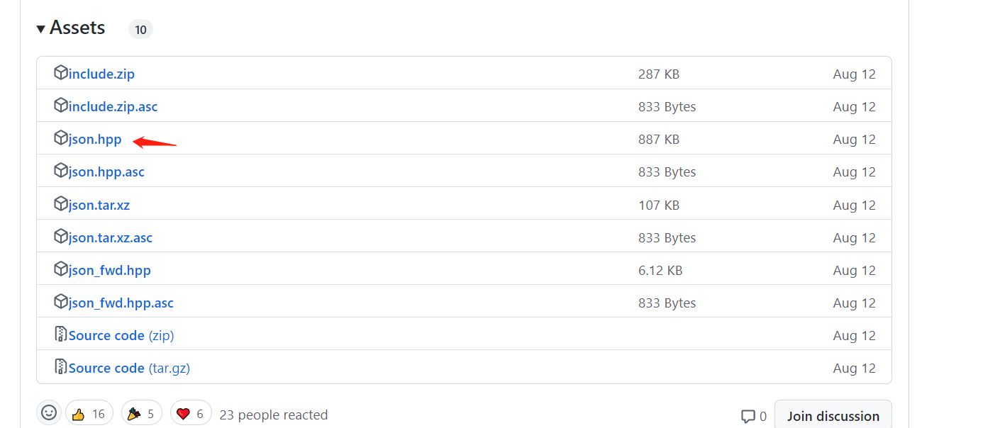 Assets 10
include.zip 287 KB Aug 12
include.zip.asc 833 Bytes Aug 12
json.hpp 887 KB Aug 12
json.hpp.asc 833 Bytes Aug 12
json.tar.xz 107 KB Aug 12
json.tar.xz.asc 833 Bytes Aug 12
json_fwd.hpp 6.12 KB Aug 12
json_fwd.hpp.asc 833 Bytes Aug 12
Source code (zip) Aug 12
Source code (tar.gz) Aug 12
16 5 6 23 people reacted 0 Join discussion